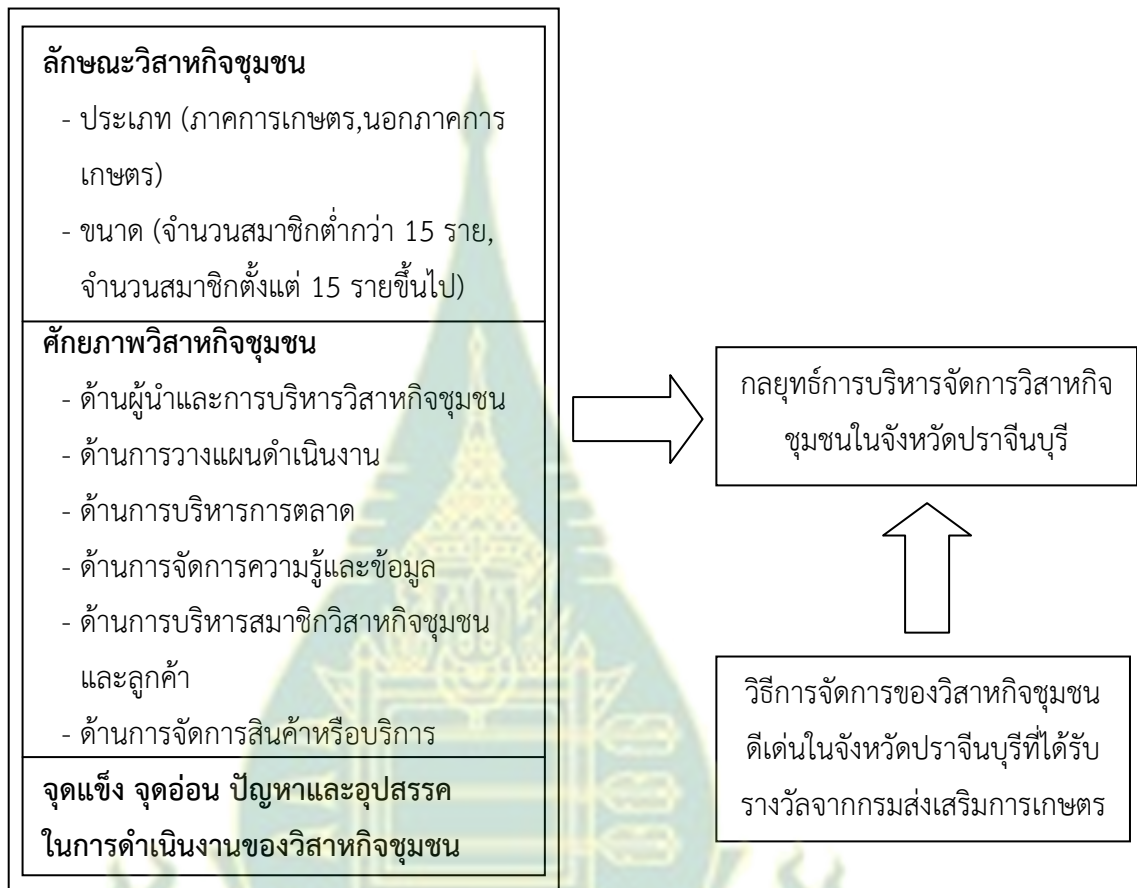 ลักษณะวิสาหกิจชุมชน
- ประเภท (ภาคการเกษตร,นอกภาคการ
เกษตร)
- ขนาด (จำนวนสมาชิกต่ำกว่า 15 ราย,
จำนวนสมาชิกตั้งแต่ 15 รายขึ้นไป)
ศักยภาพวิสาหกิจชุมชน
- ด้านผู้นำและการบริหารวิสาหกิจชุมชน
- ด้านการวางแผนดำเนินงาน
- ด้านการบริหารการตลาด
- ด้านการจัดการความรู้และข้อมูล
- ด้านการบริหารสมาชิกวิสาหกิจชุมชน
และลูกค้า
- ด้านการจัดการสินค้าหรือบริการ
จุดแข็ง จุดอ่อน ปัญหาและอุปสรรค
ในการดำเนินงานของวิสาหกิจชุมชน
กลยุทธ์การบริหารจัดการวิสาหกิจ
ชุมชนในจังหวัดปราจีนบุรี
วิธีการจัดการของวิสาหกิจชุมชน
ดีเด่นในจังหวัดปราจีนบุรีที่ได้รับ
รางวัลจากกรมส่งเสริมการเกษตร